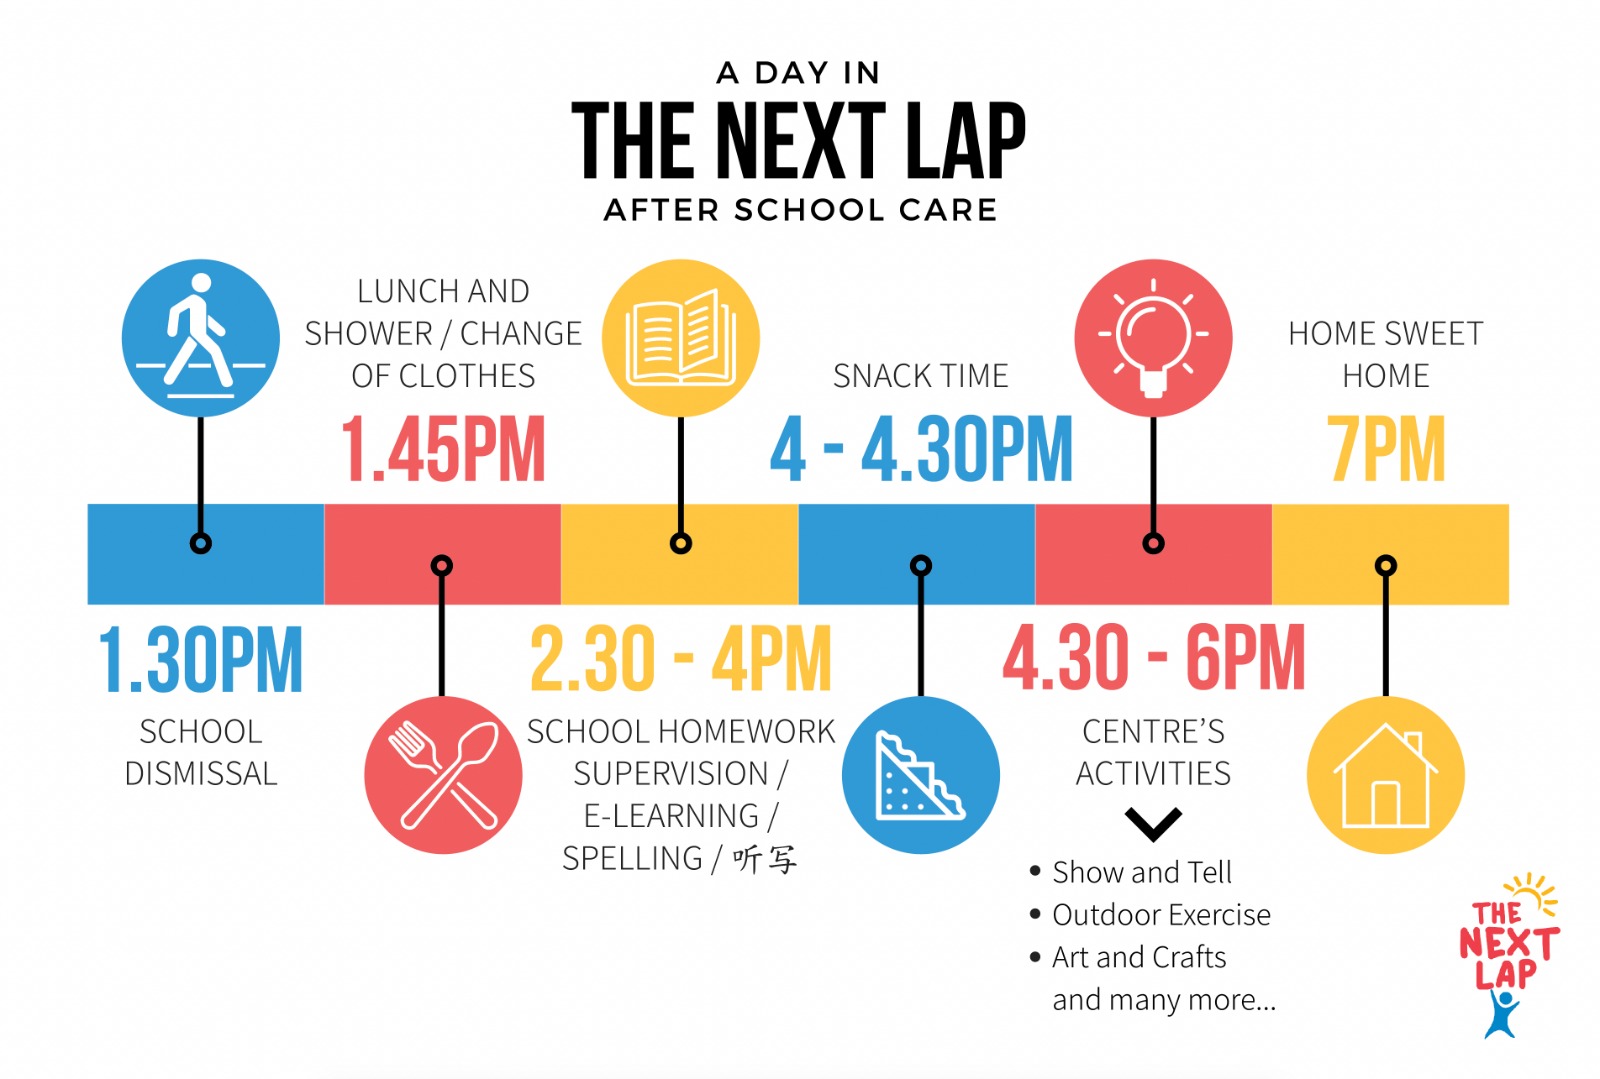 A DAY IN
THE NEXT LAP
AFTER SCHOOL CARE
1.30PM
SCHOOL
DISMISSAL
LUNCH AND
SHOWER / CHANGE
OF CLOTHES
1.45PM
2.30 - 4PM
SCHOOL HOMEWORK
SUPERVISION /
E-LEARNING /
SPELLING / 听写
SNACK TIME
4 - 4.30PM
4.30 - 6PM
CENTRE’S
ACTIVITIES
• Show and Tell
• Outdoor Exercise
• Art and Crafts
and many more...
HOME SWEET
HOME
7PM
THE
NEXT
LAP